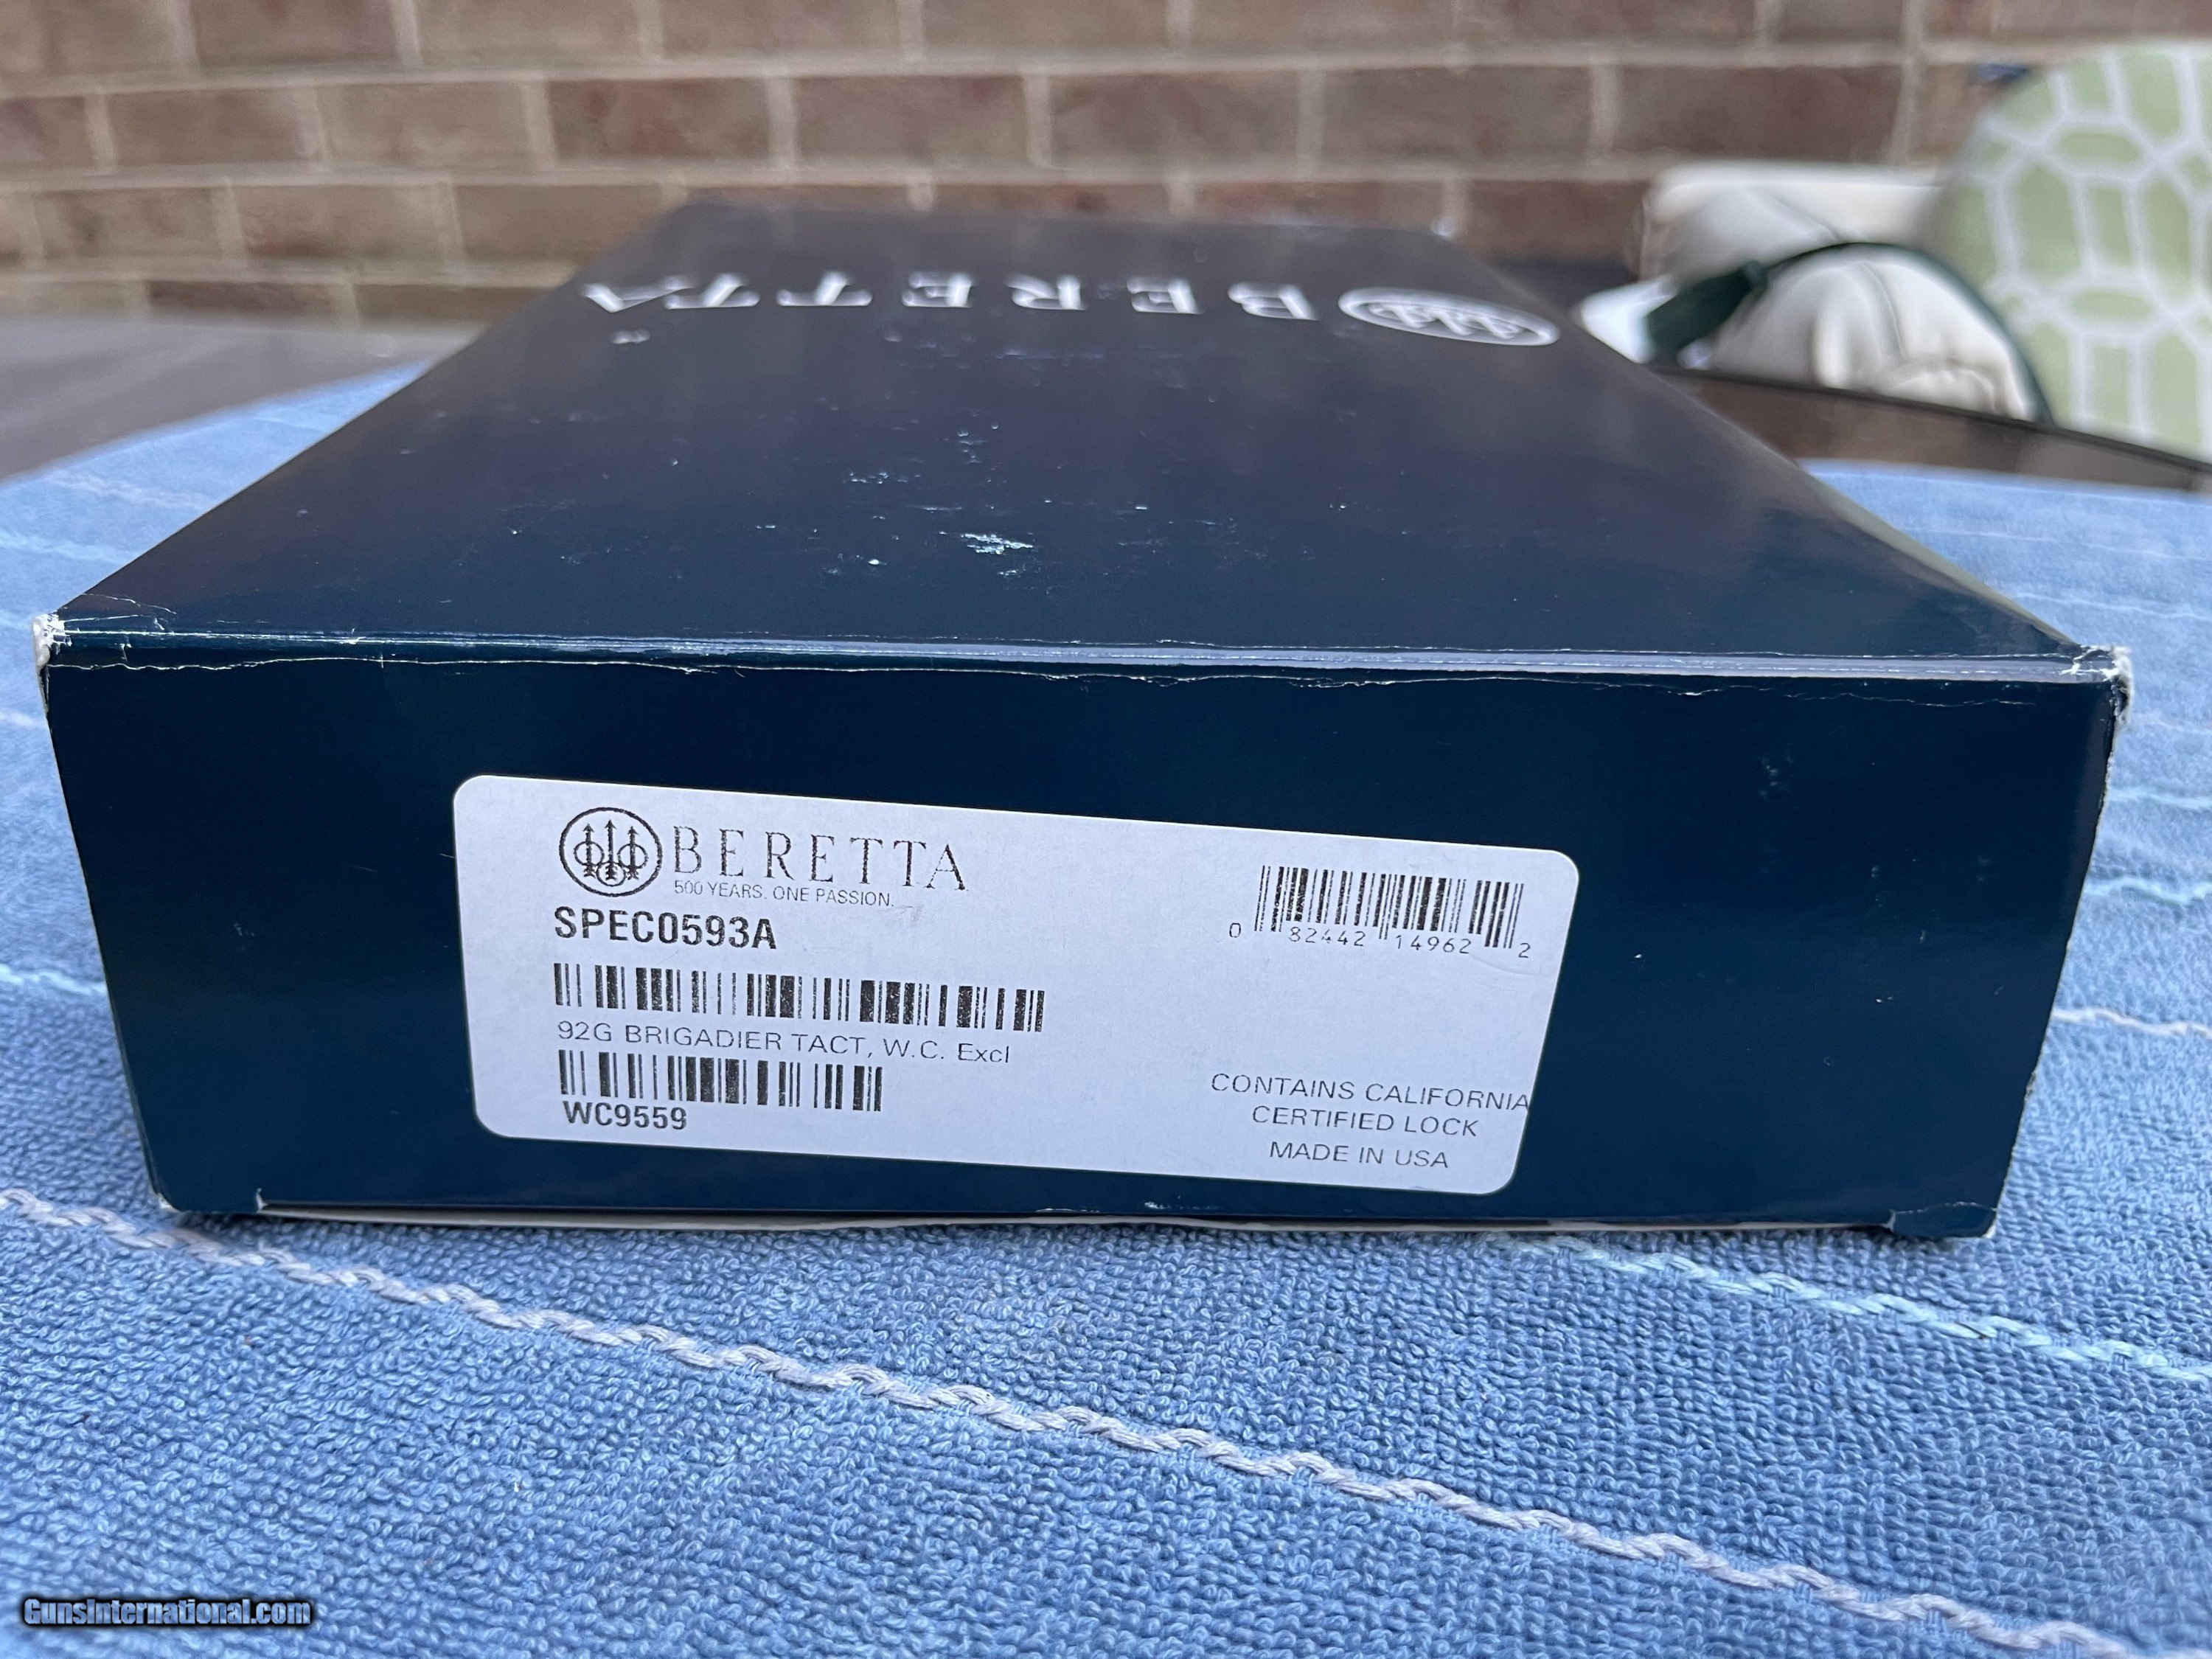 BERETTA
BERETTA
500 YEARS. ONE PASSION.
SPEC0593A
0 82442 14962 2
92G BRIGADIER TACT, W.C. Excl
WC9559
CONTAINS CALIFORNIA
CERTIFIED LOCK
MADE IN USA
GunsInternational.com